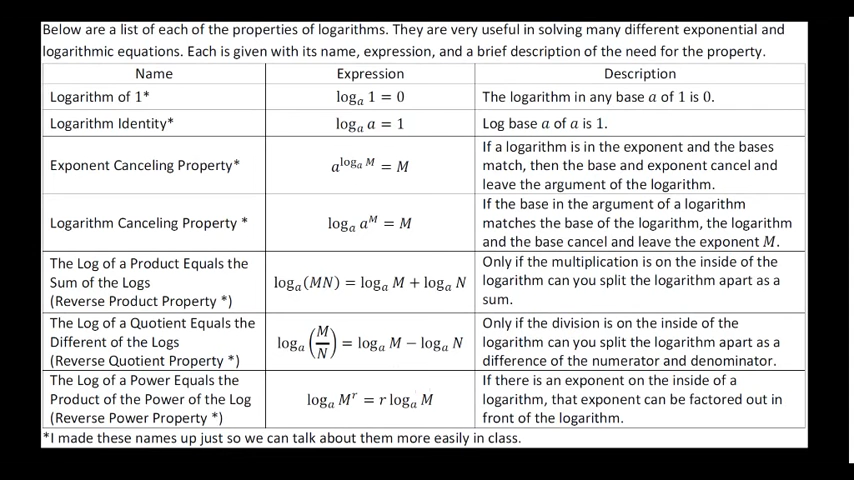 Below are a list of each of the properties of logarithms. They are very useful in solving many different exponential and
logarithmic equations. Each is given with its name, expression, and a brief description of the need for the property.
Name Expression Description
Logarithm of 1* logₐ 1 = 0 The logarithm in any base a of 1 is 0.
Logarithm Identity* logₐ a = 1 Log base a of a is 1.
If a logarithm is in the exponent and the bases
Exponent Canceling Property* a^(logₐ M) = M match, then the base and exponent cancel and
leave the argument of the logarithm.
If the base in the argument of a logarithm
Logarithm Canceling Property * logₐ a^M = M matches the base of the logarithm, the logarithm
and the base cancel and leave the exponent M.
The Log of a Product Equals the Only if the multiplication is on the inside of the
Sum of the Logs logₐ(MN) = logₐ M + logₐ N logarithm can you split the logarithm apart as a
(Reverse Product Property *) sum.
The Log of a Quotient Equals the Only if the division is on the inside of the
Different of the Logs logₐ(M/N) = logₐ M − logₐ N logarithm can you split the logarithm apart as a
(Reverse Quotient Property *) difference of the numerator and denominator.
The Log of a Power Equals the If there is an exponent on the inside of a
Product of the Power of the Log logₐ M^r = r logₐ M logarithm, that exponent can be factored out in
(Reverse Power Property *) front of the logarithm.
*I made these names up just so we can talk about them more easily in class.